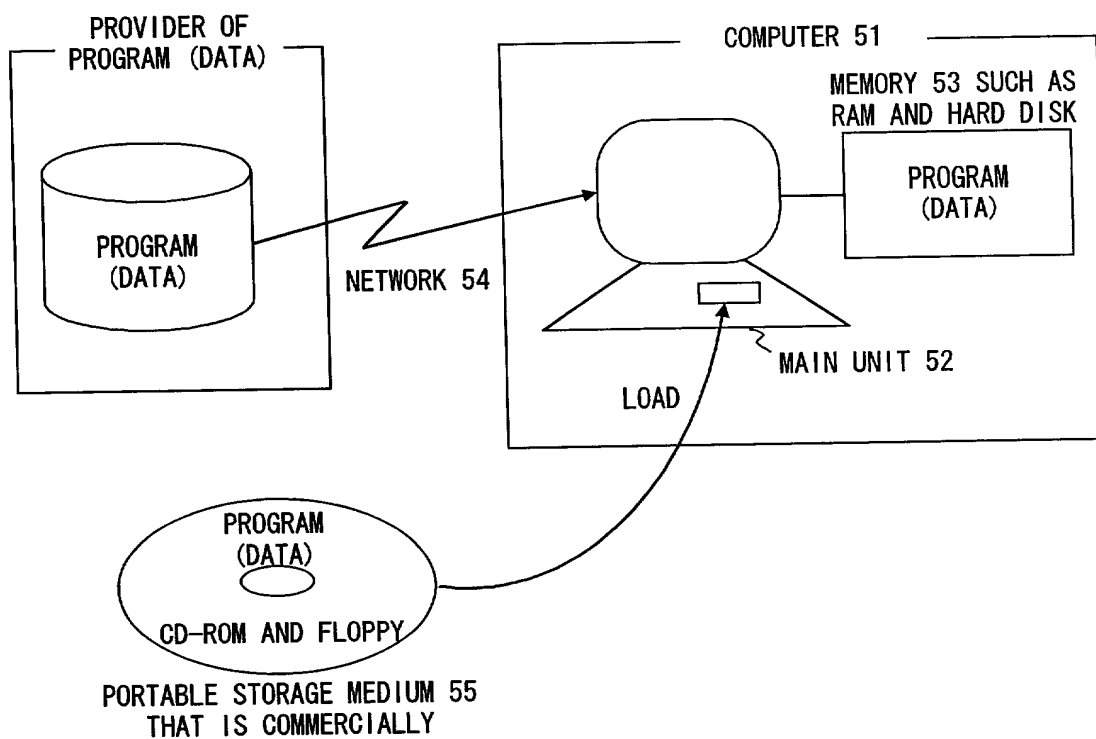 PROVIDER OF
PROGRAM (DATA)
PROGRAM
(DATA)
NETWORK 54
COMPUTER 51
MEMORY 53 SUCH AS
RAM AND HARD DISK
PROGRAM
(DATA)
MAIN UNIT 52
LOAD
PROGRAM
(DATA)
CD-ROM AND FLOPPY
PORTABLE STORAGE MEDIUM 55
THAT IS COMMERCIALLY